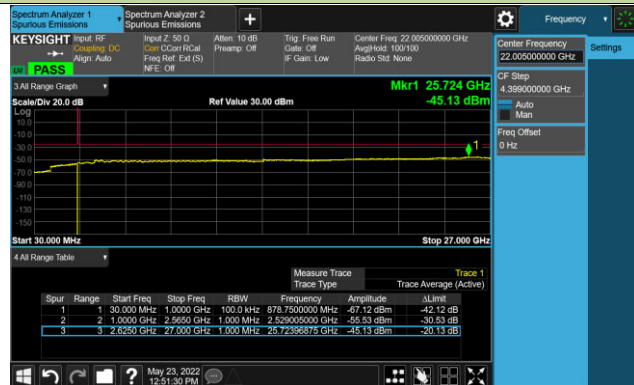 Spectrum Analyzer 1
Spurious Emissions
Spectrum Analyzer 2
Spurious Emissions
+
Frequency
KEYSIGHT
Input: RF
Coupling: DC
Align: Auto
Input Z: 50 Ω
Corr CCorr RCal
Freq Ref: Ext (S)
NFE: Off
Atten: 10 dB
Preamp: Off
Trig: Free Run
Gate: Off
IF Gain: Low
Center Freq: 22.005000000 GHz
Avg|Hold: 100/100
Radio Std: None
PASS
Center Frequency
22.005000000 GHz
Settings
CF Step
4.399000000 GHz
Auto
Man
Freq Offset
0 Hz
3 All Range Graph
Mkr1 25.724 GHz
Scale/Div 20.0 dB
Ref Value 30.00 dBm
-45.13 dBm
Log
10.0
-10.0
-30.0
-50.0
-70.0
-90.0
-110
-130
-150
1
Start 30.000 MHz
Stop 27.000 GHz
4 All Range Table
Measure Trace Trace 1
Trace Type Trace Average (Active)
Spur Range Start Freq Stop Freq RBW Frequency Amplitude ΔLimit
1 1 30.000 MHz 1.0000 GHz 100.0 kHz 878.7500000 MHz -67.12 dBm -42.12 dB
2 2 1.0000 GHz 2.5650 GHz 1.000 MHz 2.529005000 GHz -55.53 dBm -30.53 dB
3 3 2.6250 GHz 27.000 GHz 1.000 MHz 25.72396875 GHz -45.13 dBm -20.13 dB
?
May 23, 2022
12:51:30 PM